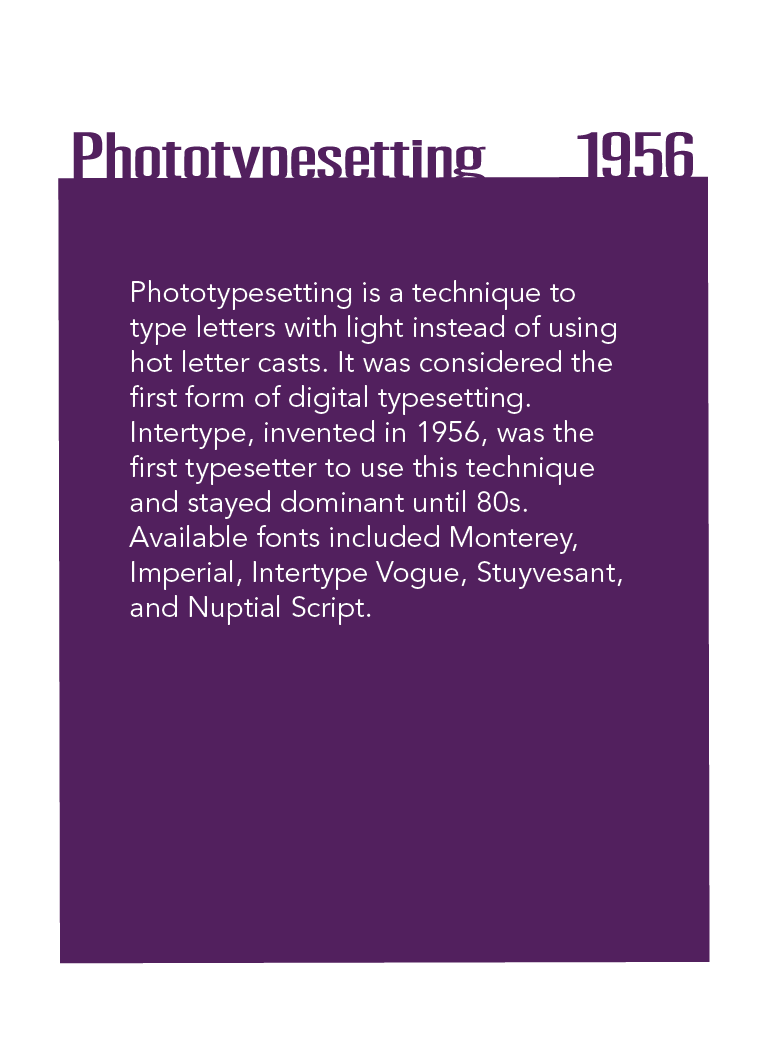 Phototypesetting 1956
Phototypesetting is a technique to
type letters with light instead of using
hot letter casts. It was considered the
first form of digital typesetting.
Intertype, invented in 1956, was the
first typesetter to use this technique
and stayed dominant until 80s.
Available fonts included Monterey,
Imperial, Intertype Vogue, Stuyvesant,
and Nuptial Script.